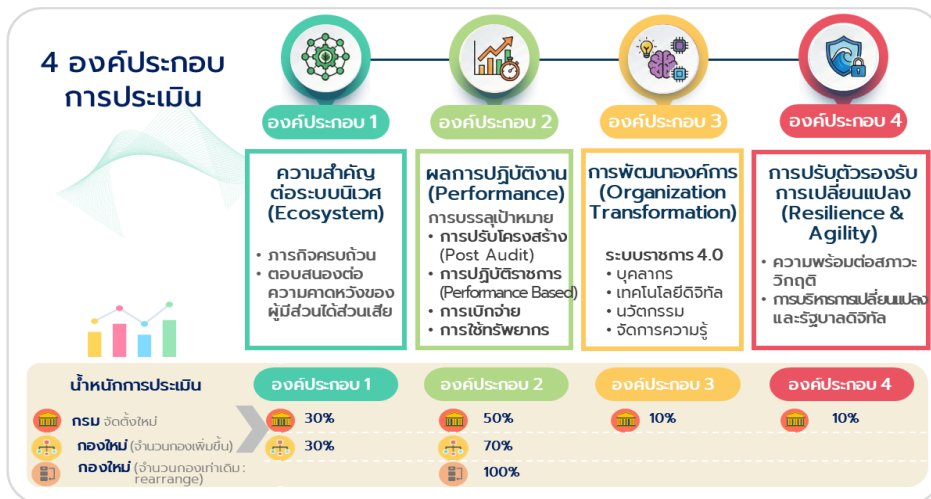 4 องค์ประกอบ
การประเมิน
องค์ประกอบ 1
องค์ประกอบ 2
องค์ประกอบ 3
องค์ประกอบ 4
ความสำคัญ
ต่อระบบนิเวศ
(Ecosystem)
• ภารกิจครบถ้วน
• ตอบสนองต่อ
ความคาดหวังของ
ผู้มีส่วนได้ส่วนเสีย
ผลการปฏิบัติงาน
(Performance)
การบรรลุเป้าหมาย
• การปรับโครงสร้าง
(Post Audit)
• การปฏิบัติราชการ
(Performance Based)
• การเบิกจ่าย
• การใช้ทรัพยากร
การพัฒนาองค์การ
(Organization
Transformation)
ระบบราชการ 4.0
• บุคลากร
• เทคโนโลยีดิจิทัล
• นวัตกรรม
• จัดการความรู้
การปรับตัวรองรับ
การเปลี่ยนแปลง
(Resilience &
Agility)
• ความพร้อมต่อสภาวะ
วิกฤติ
• การบริหารการเปลี่ยนแปลง
และรัฐบาลดิจิทัล
น้ำหนักการประเมิน
องค์ประกอบ 1
องค์ประกอบ 2
องค์ประกอบ 3
องค์ประกอบ 4
กรม จัดตั้งใหม่ 30% 50% 10% 10%
กองใหม่ (จำนวนกองเพิ่มขึ้น) 30% 70%
กองใหม่ (จำนวนกองเท่าเดิม : 100%
rearrange)